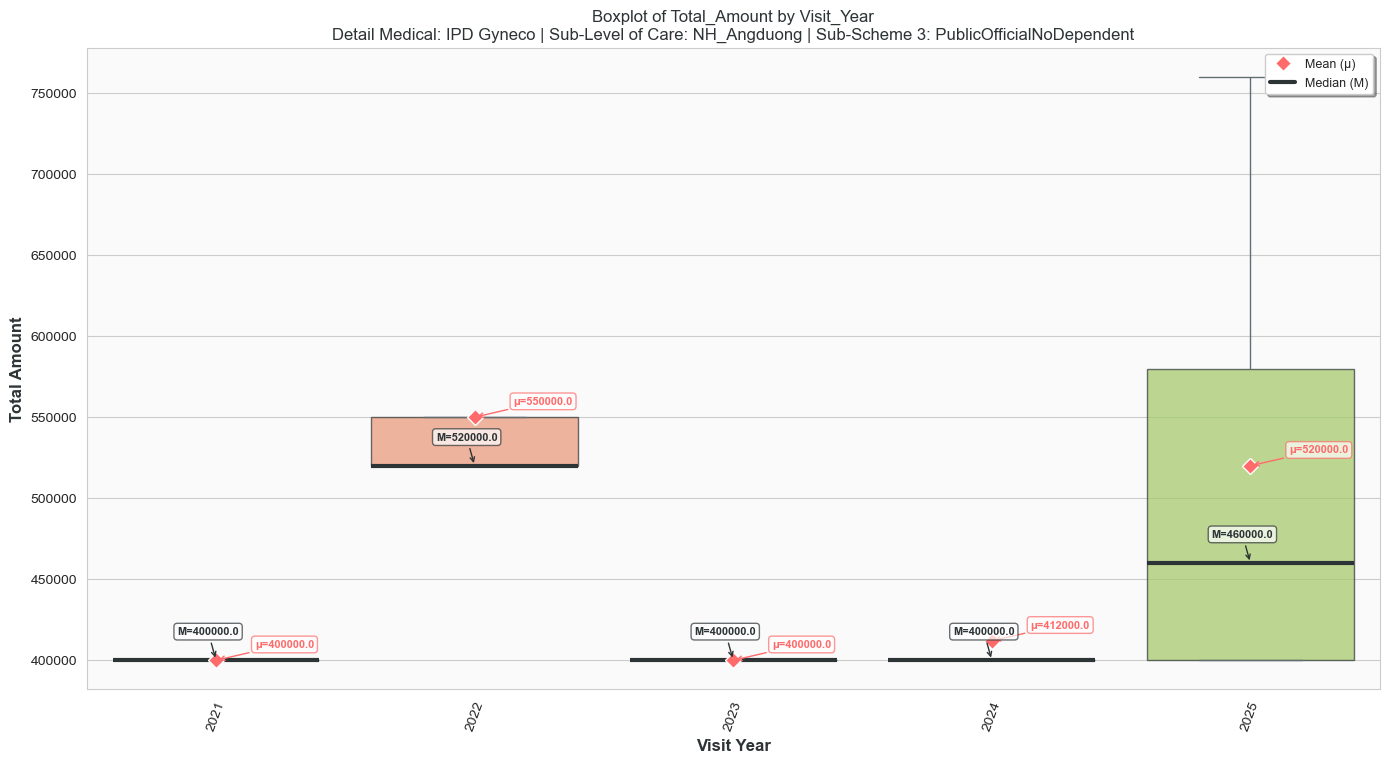 Boxplot of Total_Amount by Visit_Year
Detail Medical: IPD Gyneco | Sub-Level of Care: NH_Angduong | Sub-Scheme 3: PublicOfficialNoDependent
Mean (μ)
Median (M)
Total Amount
750000
700000
650000
600000
550000
500000
450000
400000
M=400000.0
μ=400000.0
μ=550000.0
M=520000.0
M=400000.0
μ=400000.0
M=400000.0
μ=412000.0
μ=520000.0
M=460000.0
2021
2022
2023
2024
2025
Visit Year